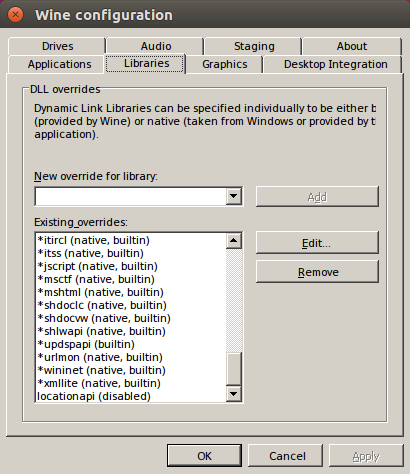 Wine configuration
Drives
Audio
Staging
About
Applications
Libraries
Graphics
Desktop Integration
DLL overrides
Dynamic Link Libraries can be specified individually to be either b
(provided by Wine) or native (taken from Windows or provided by t
application).
New override for library:
Add
Existing overrides:
*itircl (native, builtin)
*itss (native, builtin)
*jscript (native, builtin)
*msctf (native, builtin)
*mshtml (native, builtin)
*shdoclc (native, builtin)
*shdocvw (native, builtin)
*shlwapi (native, builtin)
*updspapi (builtin)
*urlmon (native, builtin)
*wininet (native, builtin)
*xmllite (native, builtin)
locationapi (disabled)
Edit...
Remove
OK
Cancel
Apply